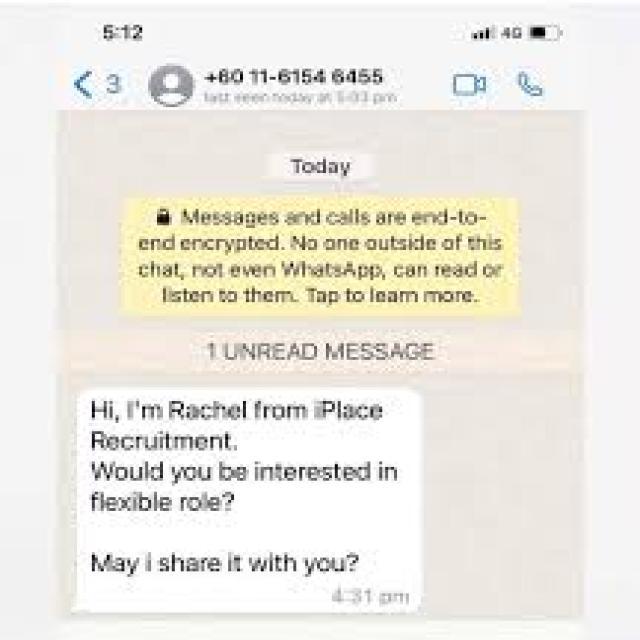 5:12
4G
3
+60 11-6154 6455
last seen today at 5:03 pm
Today
Messages and calls are end-to-
end encrypted. No one outside of this
chat, not even WhatsApp, can read or
listen to them. Tap to learn more.
1 UNREAD MESSAGE
Hi, I'm Rachel from iPlace
Recruitment.
Would you be interested in
flexible role?
May i share it with you?
4:31 pm